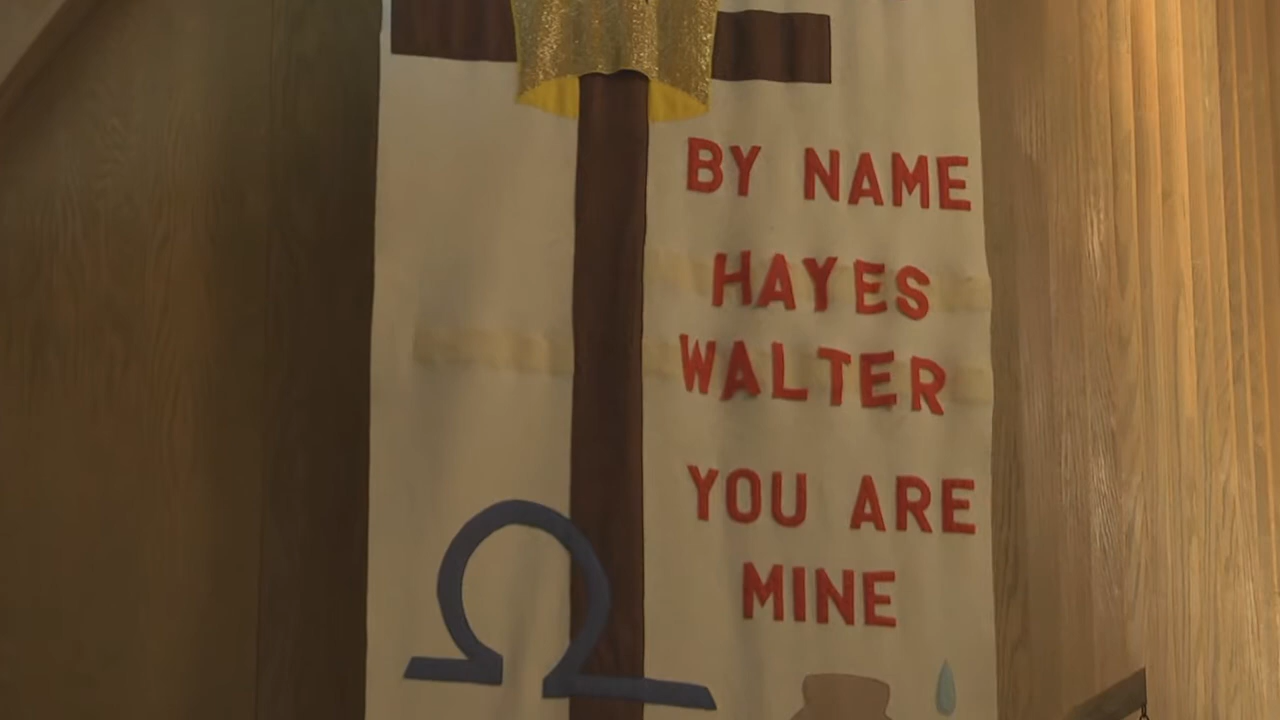 BY NAME
HAYES
WALTER
YOU ARE
MINE
Ω